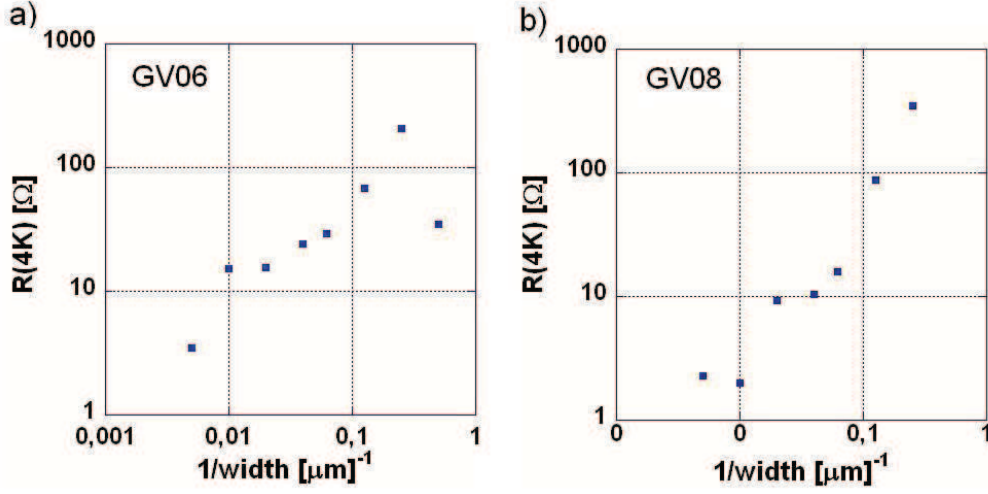 a)
GV06
1000
100
10
1
R(4K) [Ω]
0,001
0,01
0,1
1
1/width [μm]⁻¹
b)
GV08
1000
100
10
1
R(4K) [Ω]
0
0
0,1
1
1/width [μm]⁻¹